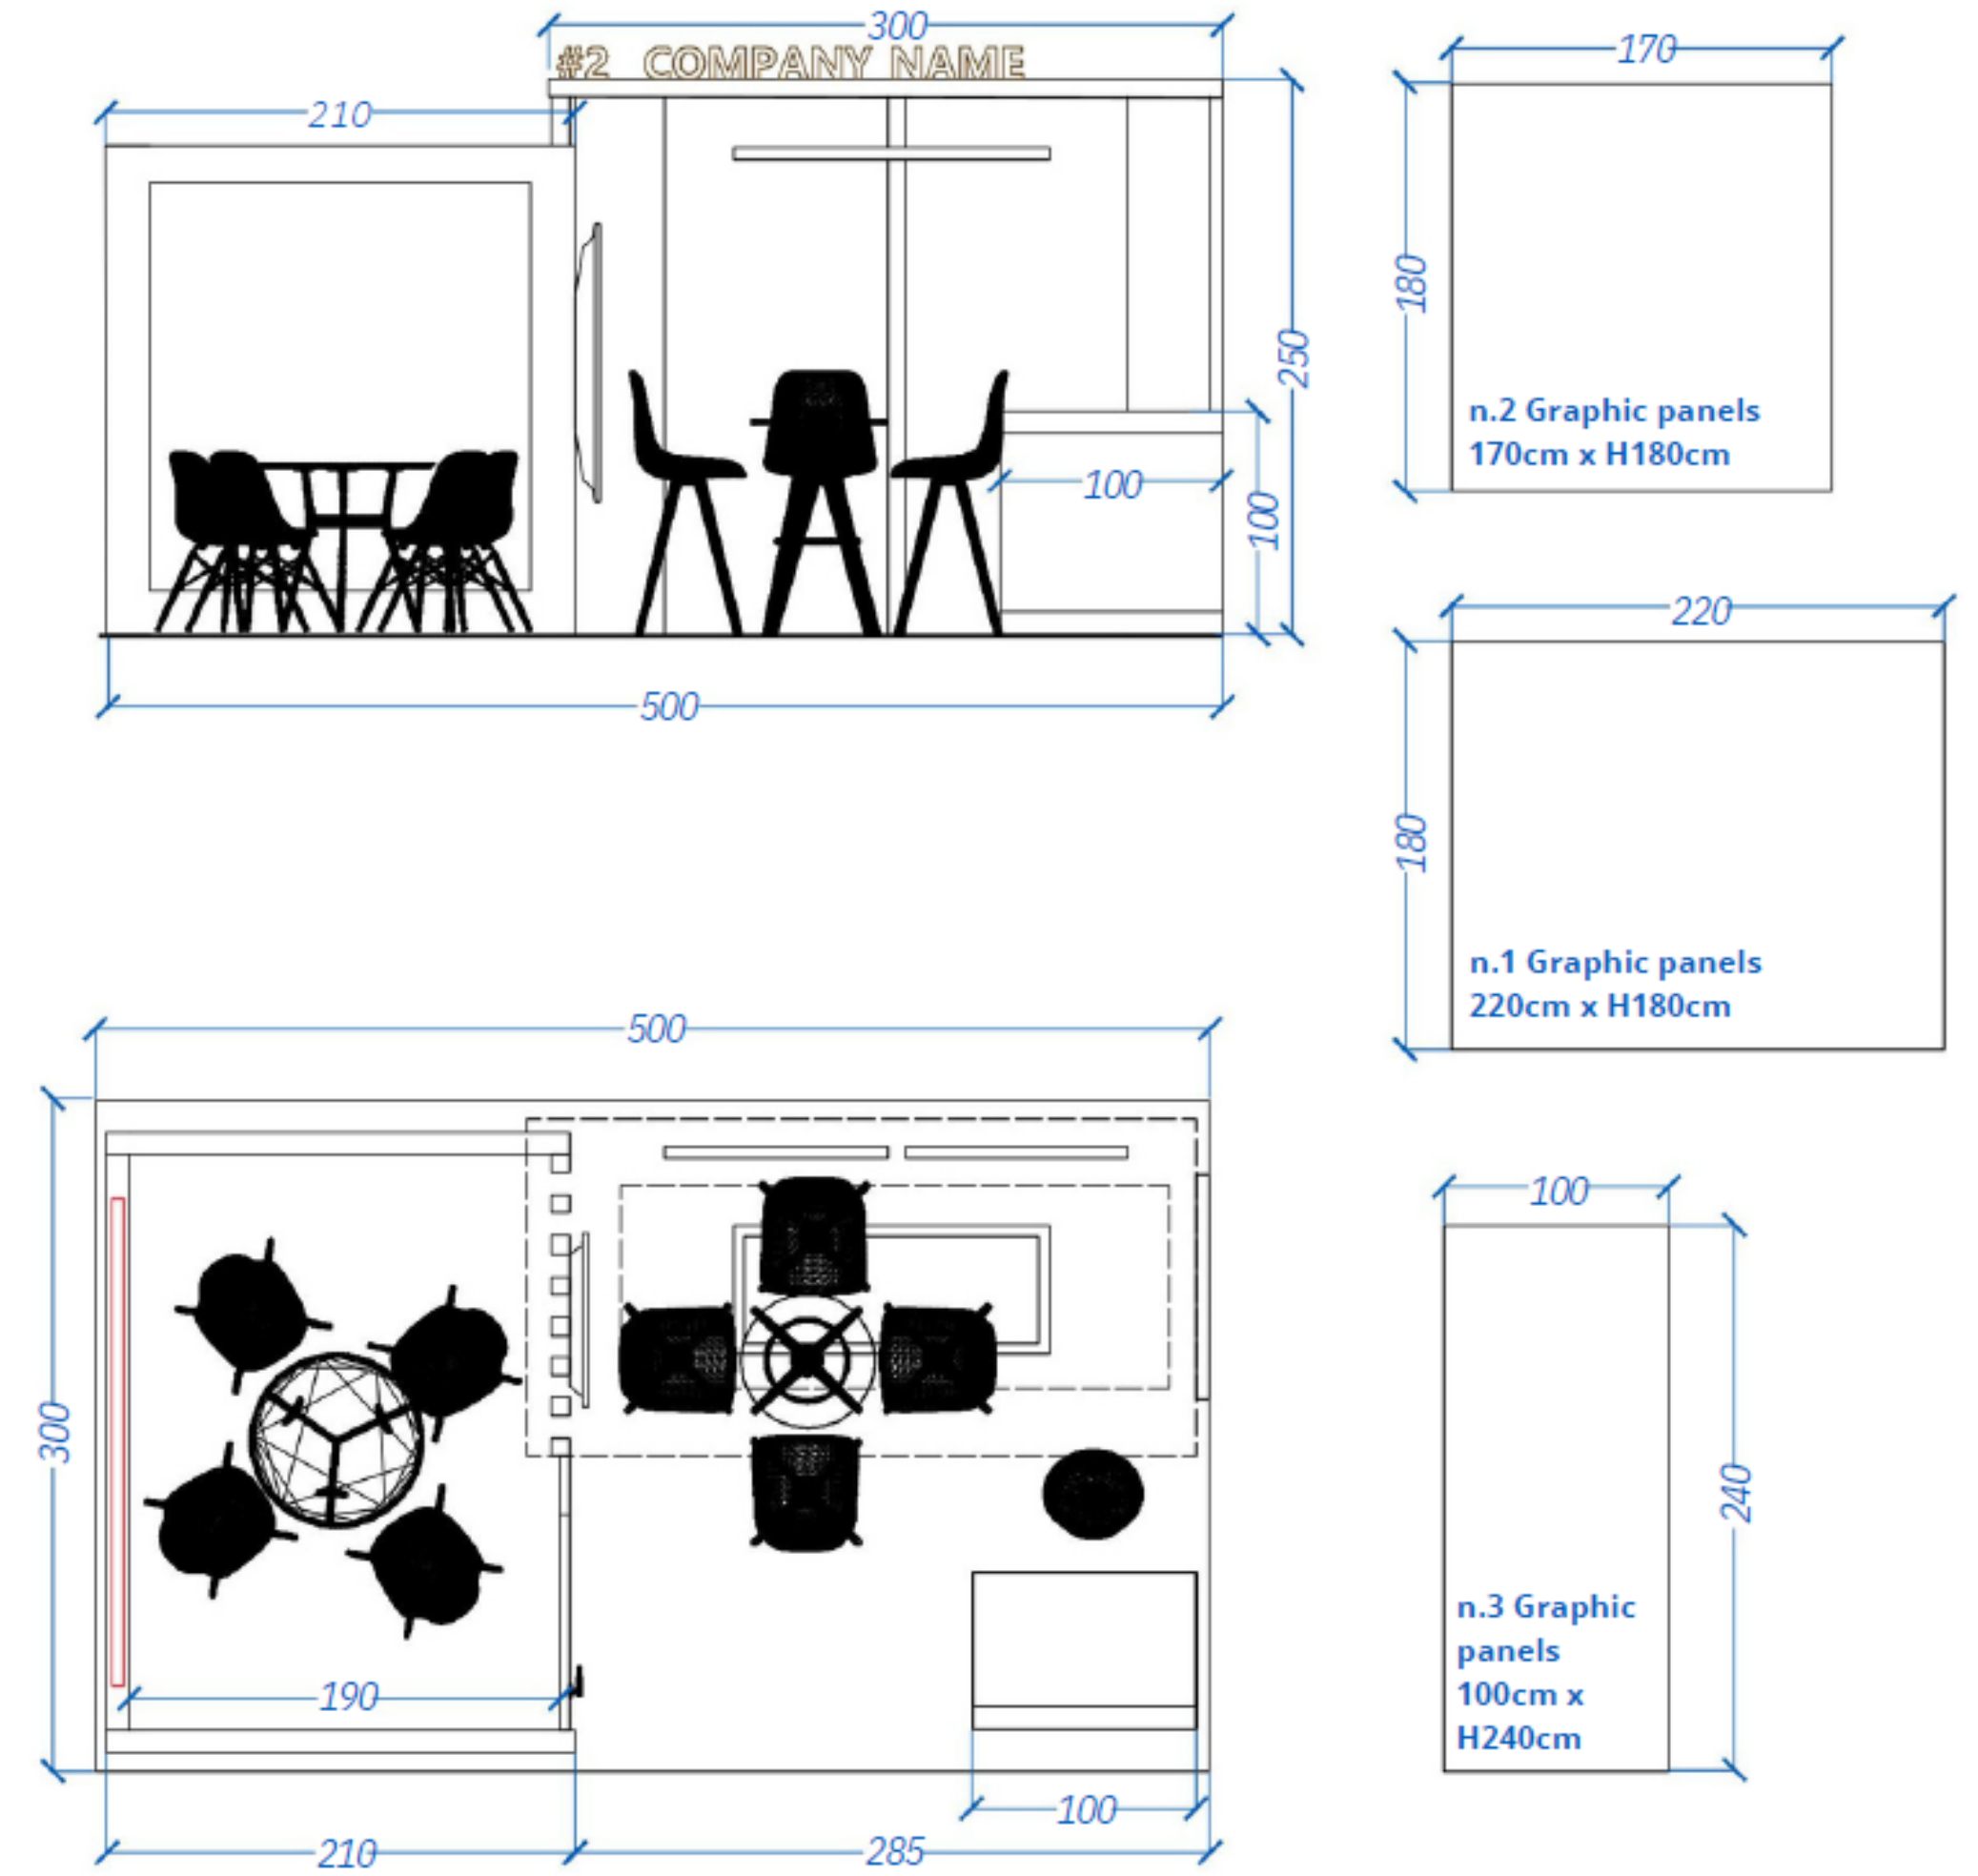 300
#2 COMPANY NAME
210
250
100
100
500
170
180
n.2 Graphic panels
170cm x H180cm
220
180
n.1 Graphic panels
220cm x H180cm
500
300
190
100
210
285
100
240
n.3 Graphic
panels
100cm x
H240cm